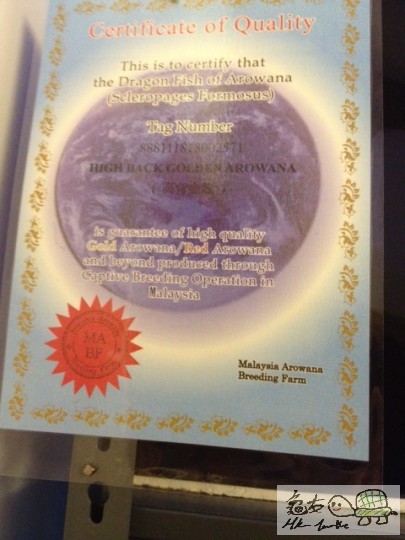 Certificate of Quality
This is to certify that
the Dragon Fish of Arowana
(Scleropages Formosus)
Tag Number
HIGH BACK GOLDEN AROWANA
is guarantee of high quality
Gold Arowana/Red Arowana
and beyond produced through
Captive Breeding Operation in
Malaysia
MA
BF
Malaysia Arowana
Breeding Farm